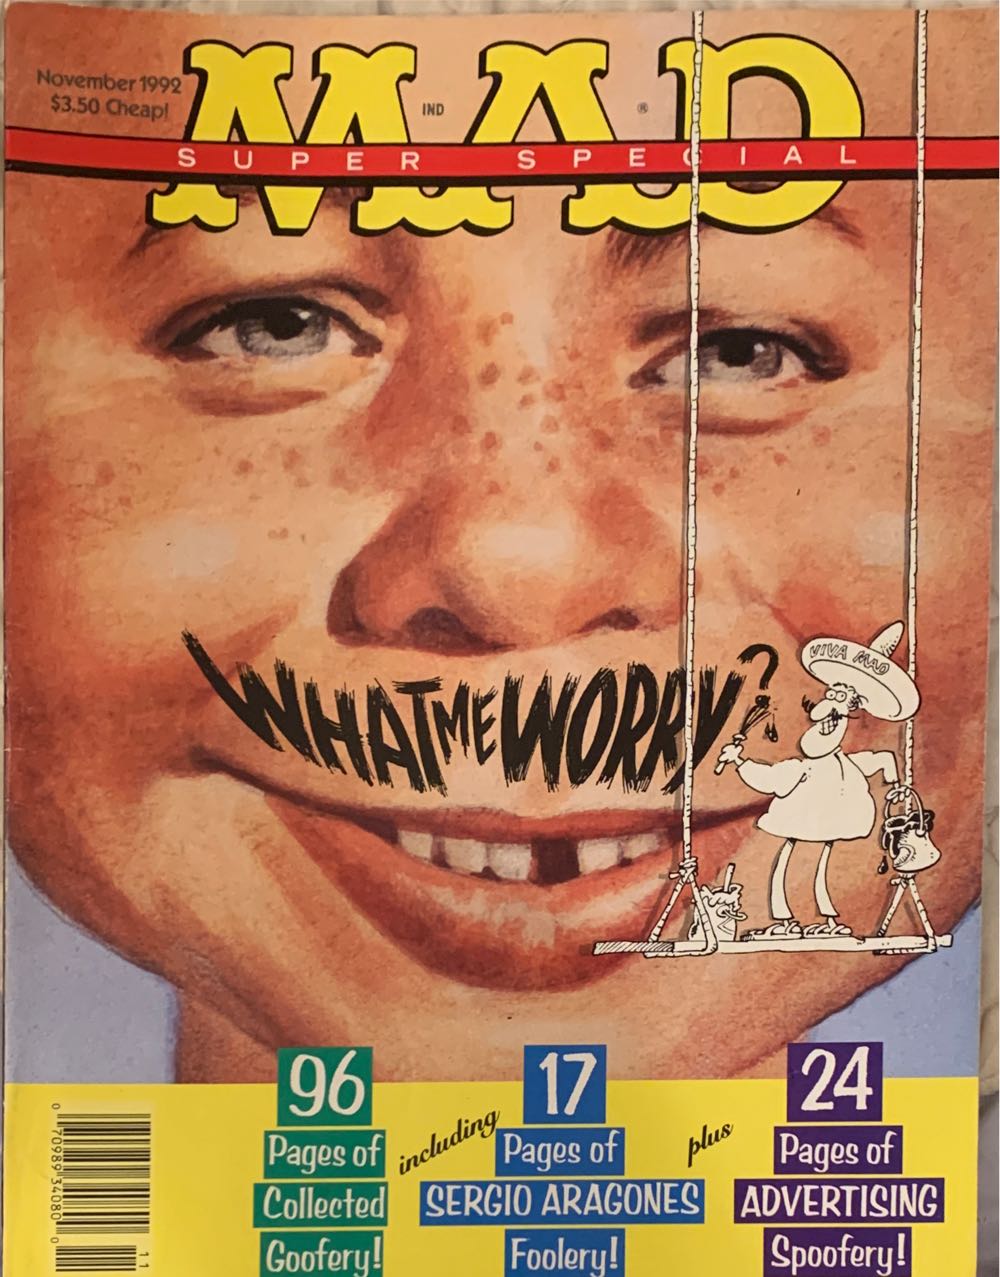 November 1992
$3.50 Cheap!
MAD
IND
®
SUPER SPECIAL
VIVA MAD
WHAT ME WORRY?
96
Pages of
Collected
Goofery!
including
17
Pages of
SERGIO ARAGONES
Foolery!
plus
24
Pages of
ADVERTISING
Spoofery!
0 70989 34080 0
11